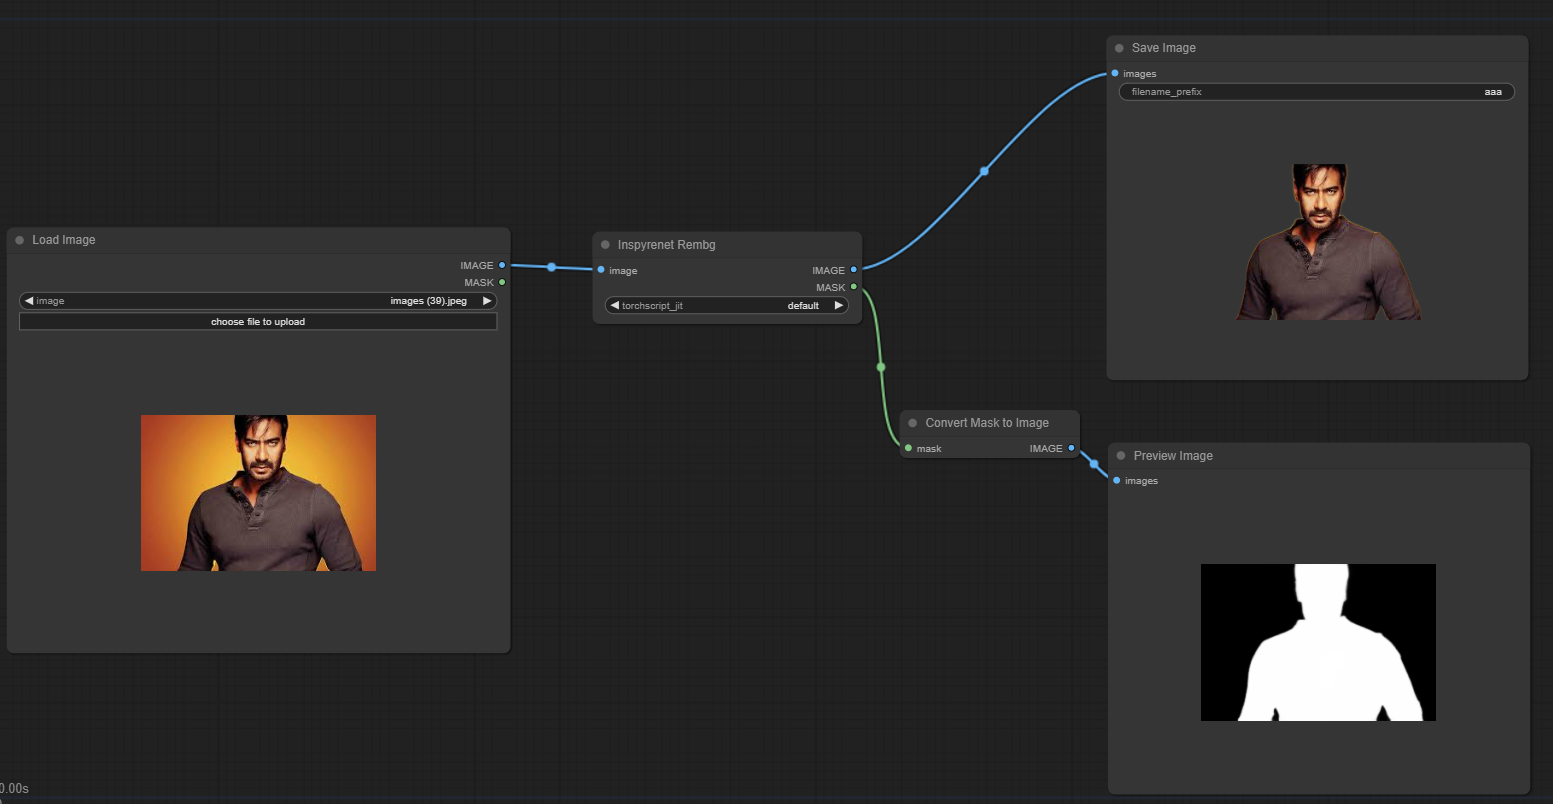 Load Image
IMAGE
MASK
image images (39).jpeg
choose file to upload
Inspyrenet Rembg
image IMAGE
MASK
torchscript_jit default
Convert Mask to Image
mask IMAGE
Save Image
images
filename_prefix aaa
Preview Image
images
0.00s